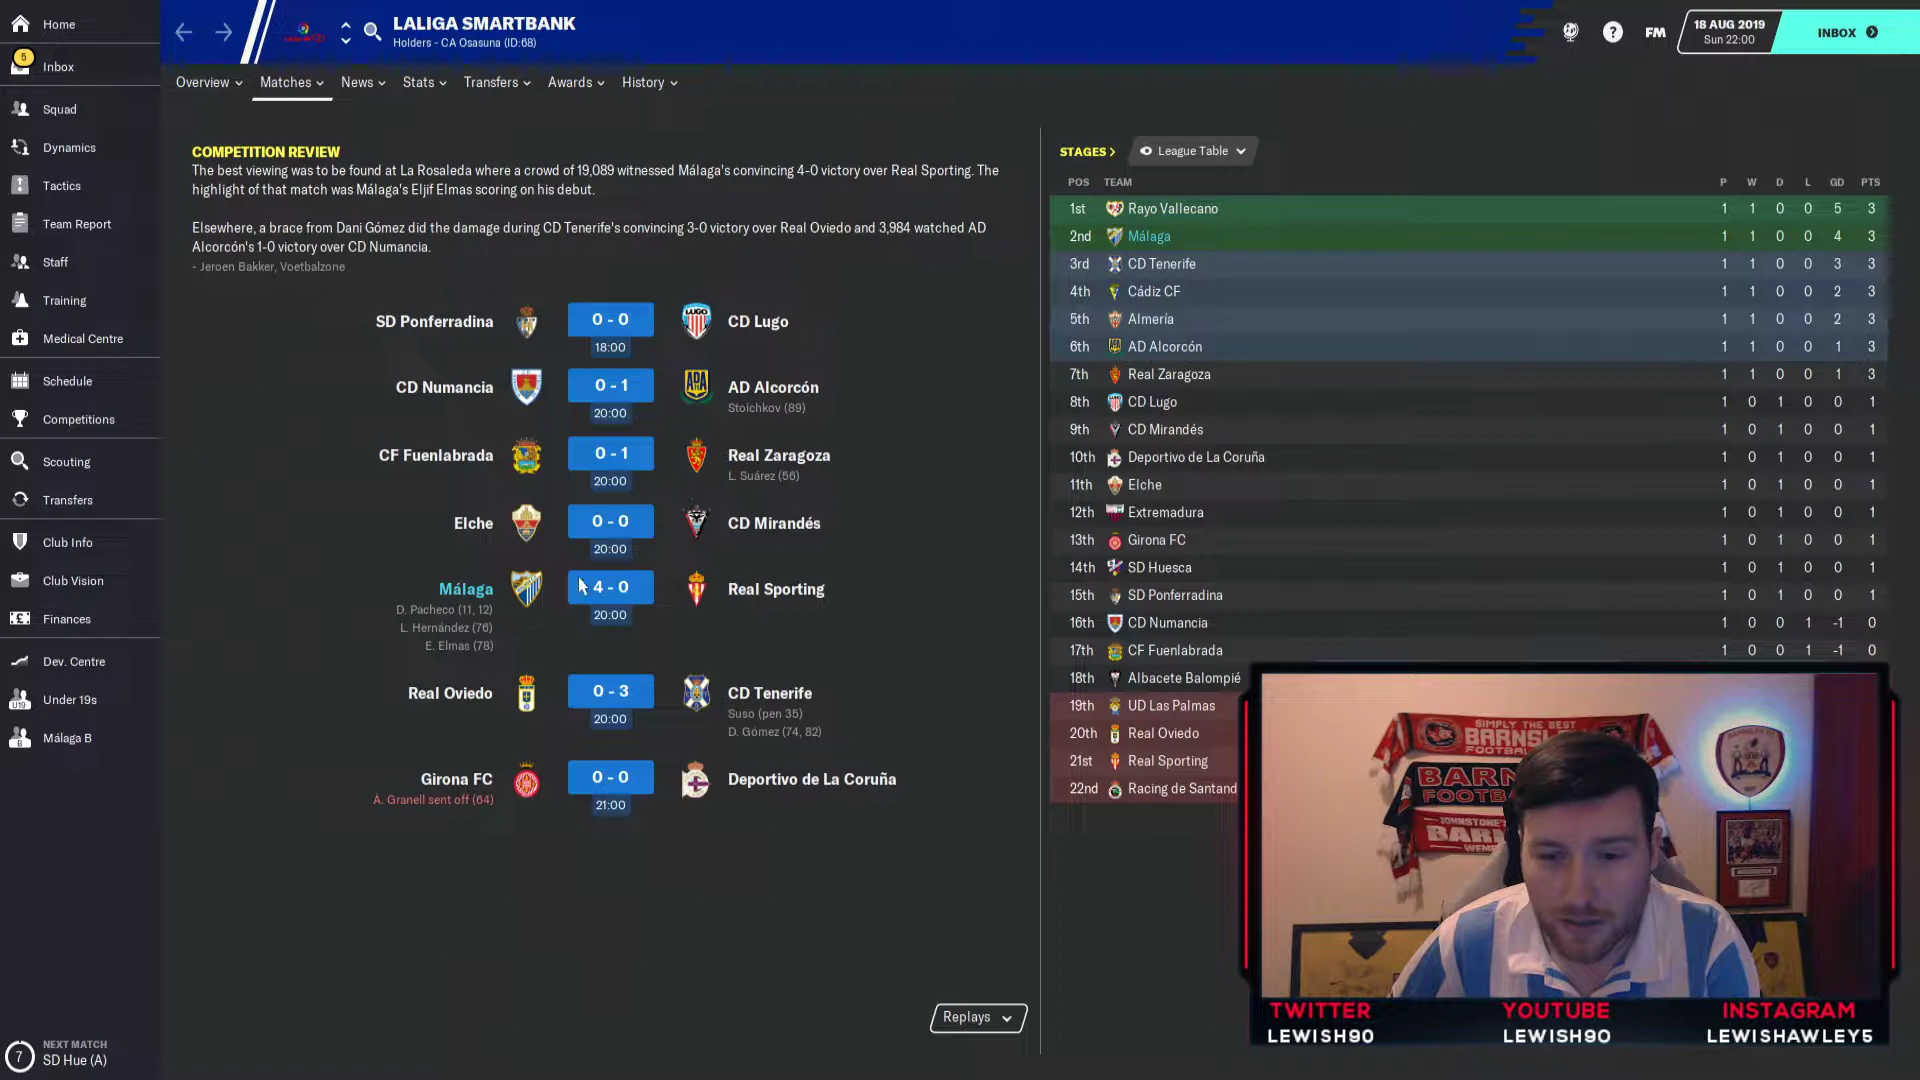 Home
5
Inbox
Squad
Dynamics
Tactics
Team Report
Staff
Training
Medical Centre
Schedule
Competitions
Scouting
Transfers
Club Info
Club Vision
Finances
Dev. Centre
Under 19s
Málaga B
7
NEXT MATCH
SD Hue (A)
LALIGA SMARTBANK
Holders - CA Osasuna (ID:68)
FM
18 AUG 2019
Sun 22:00
INBOX
Overview Matches News Stats Transfers Awards History
COMPETITION REVIEW
The best viewing was to be found at La Rosaleda where a crowd of 19,089 witnessed Málaga's convincing 4-0 victory over Real Sporting. The
highlight of that match was Málaga's Eljif Elmas scoring on his debut.
Elsewhere, a brace from Dani Gómez did the damage during CD Tenerife's convincing 3-0 victory over Real Oviedo and 3,984 watched AD
Alcorcón's 1-0 victory over CD Numancia.
- Jeroen Bakker, Voetbalzone
SD Ponferradina 0 - 0 CD Lugo
18:00
CD Numancia 0 - 1 AD Alcorcón
20:00 Stoichkov (89)
CF Fuenlabrada 0 - 1 Real Zaragoza
20:00 L. Suárez (56)
Elche 0 - 0 CD Mirandés
20:00
Málaga 4 - 0 Real Sporting
D. Pacheco (11, 12) 20:00
L. Hernández (76)
E. Elmas (78)
Real Oviedo 0 - 3 CD Tenerife
20:00 Suso (pen 35)
D. Gómez (74, 82)
Girona FC 0 - 0 Deportivo de La Coruña
À. Granell sent off (64) 21:00
Replays
STAGES > League Table
POS TEAM P W D L GD PTS
1st Rayo Vallecano 1 1 0 0 5 3
2nd Málaga 1 1 0 0 4 3
3rd CD Tenerife 1 1 0 0 3 3
4th Cádiz CF 1 1 0 0 2 3
5th Almería 1 1 0 0 2 3
6th AD Alcorcón 1 1 0 0 1 3
7th Real Zaragoza 1 1 0 0 1 3
8th CD Lugo 1 0 1 0 0 1
9th CD Mirandés 1 0 1 0 0 1
10th Deportivo de La Coruña 1 0 1 0 0 1
11th Elche 1 0 1 0 0 1
12th Extremadura 1 0 1 0 0 1
13th Girona FC 1 0 1 0 0 1
14th SD Huesca 1 0 1 0 0 1
15th SD Ponferradina 1 0 1 0 0 1
16th CD Numancia 1 0 0 1 -1 0
17th CF Fuenlabrada 1 0 0 1 -1 0
18th Albacete Balompié
19th UD Las Palmas
20th Real Oviedo
21st Real Sporting
22nd Racing de Santand
SIMPLY THE BEST
BARNSLEY
FOOTBALL
BARN
FOOTB
JOHNSTONE'S
BARN
WEMB
TWITTER YOUTUBE INSTAGRAM
LEWISH90 LEWISH90 LEWISHAWLEY5